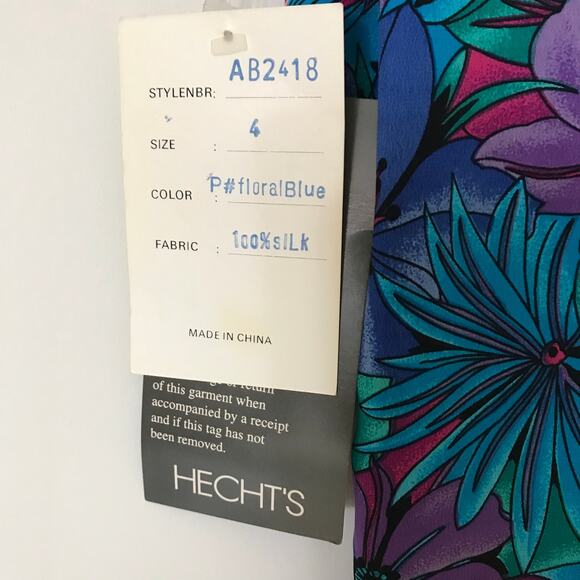 STYLENBR: AB2418
SIZE : 4
COLOR : P#floralBlue
FABRIC : 100%sILk
MADE IN CHINA
return
of this garment when
accompanied by a receipt
and if this tag has not
been removed.
HECHT'S